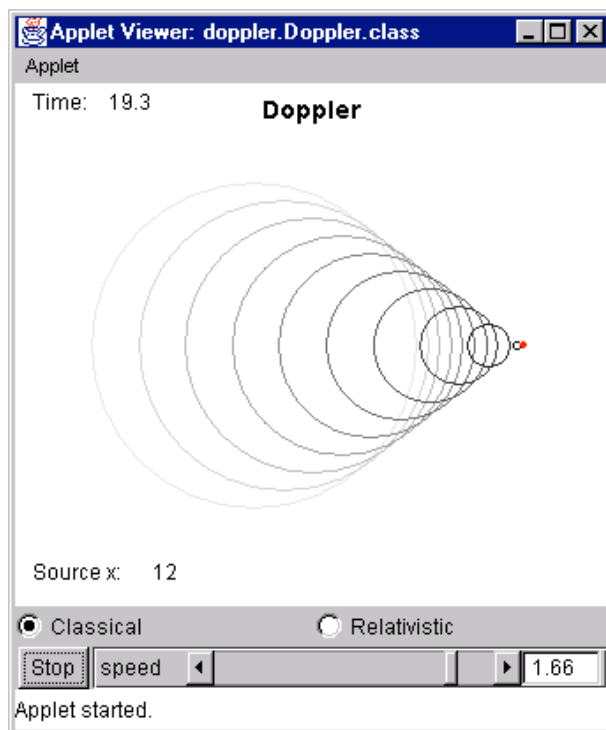 Applet Viewer: doppler.Doppler.class
Applet
Time: 19.3
Doppler
Source x: 12
Classical Relativistic
Stop speed 1.66
Applet started.